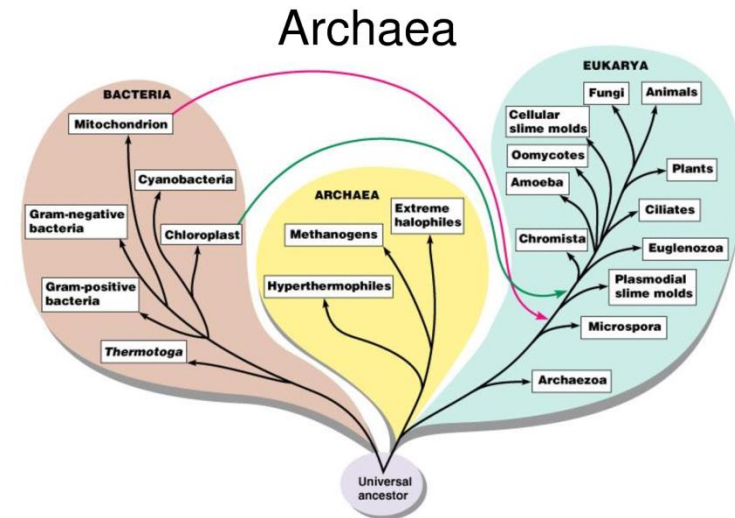 Archaea
BACTERIA
Mitochondrion
Cyanobacteria
Gram-negative
bacteria
Chloroplast
Gram-positive
bacteria
Thermotoga
ARCHAEA
Extreme
halophiles
Methanogens
Hyperthermophiles
EUKARYA
Fungi
Animals
Cellular
slime molds
Oomycotes
Plants
Amoeba
Ciliates
Chromista
Euglenozoa
Plasmodial
slime molds
Microspora
Archaezoa
Universal
ancestor